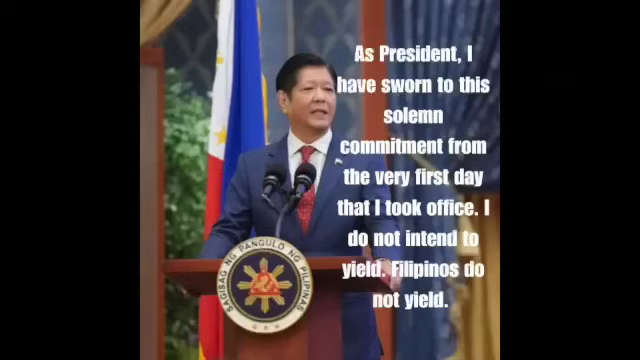 As President, I
have sworn to this
solemn
commitment from
the very first day
that I took office. I
do not intend to
yield. Filipinos do
not yield.
SAGISAG NG PANGULO NG PILIPINAS